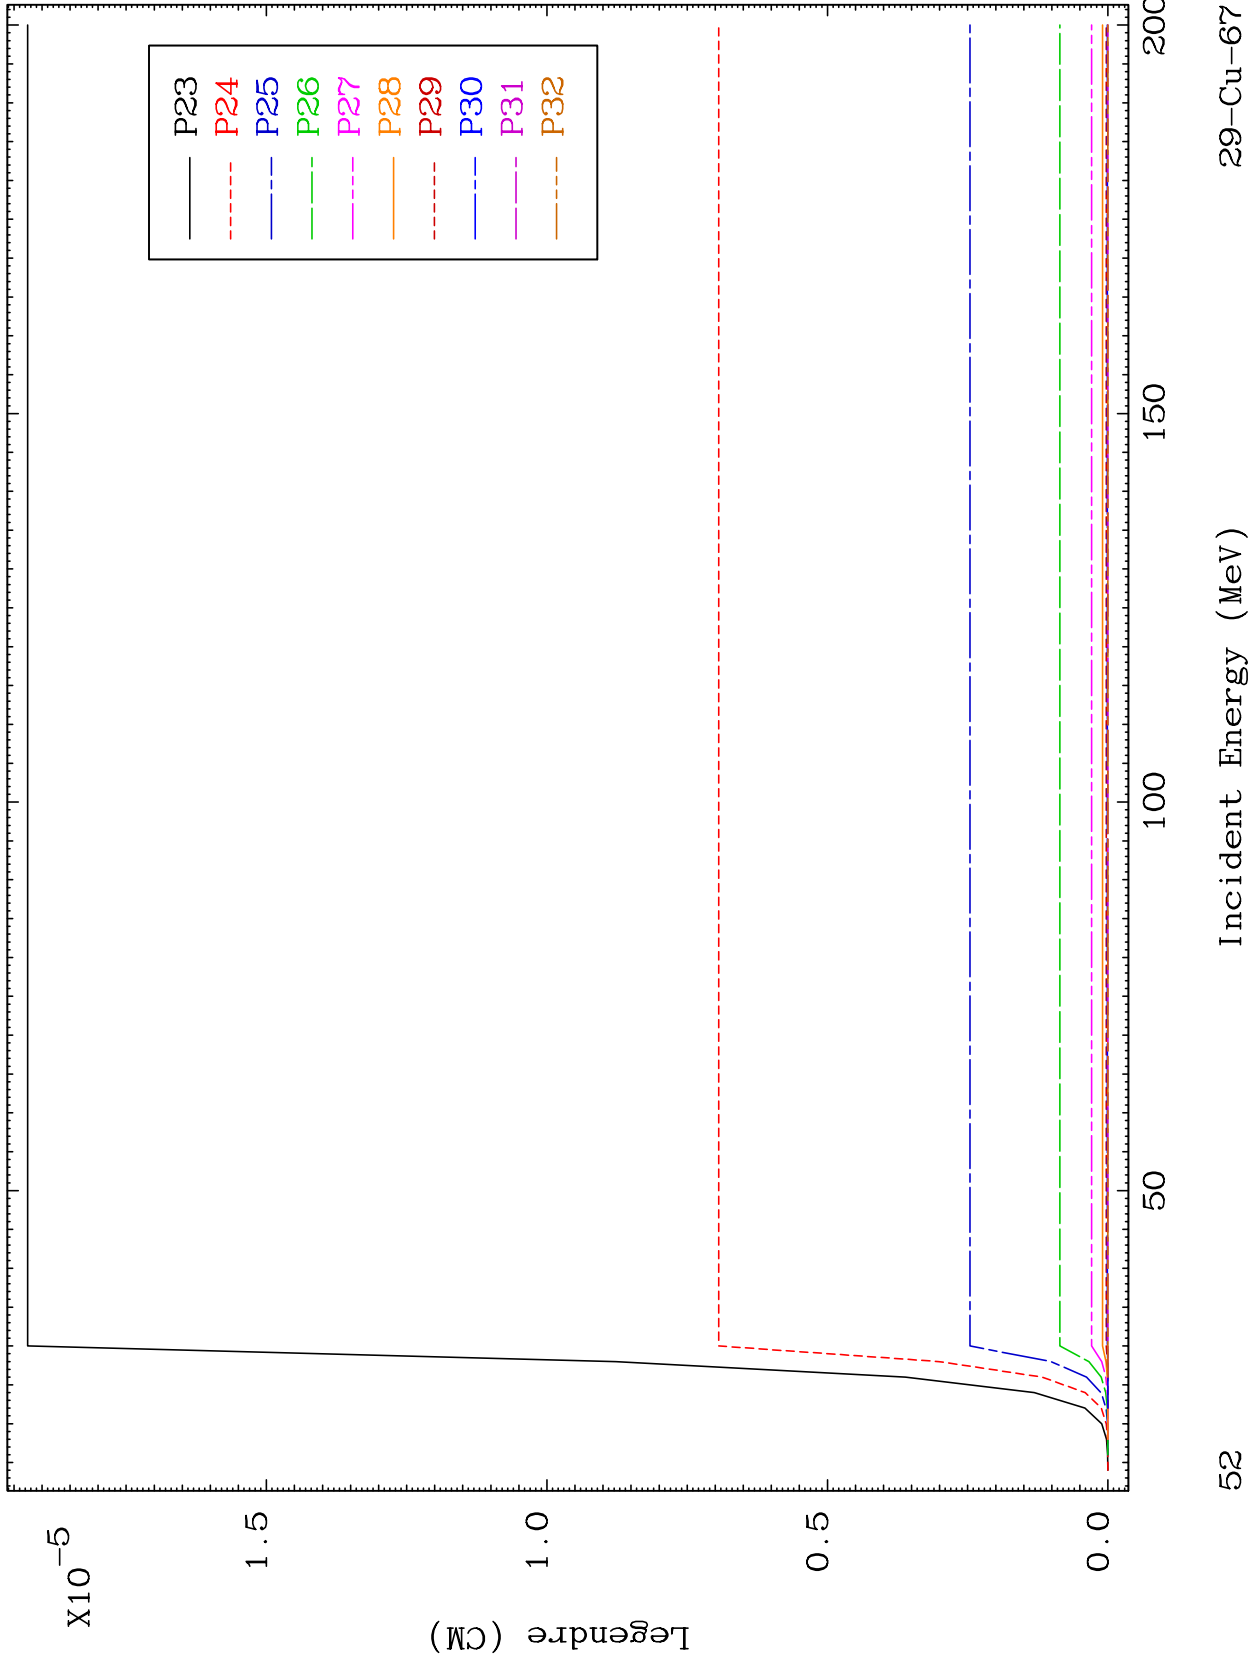 X10-5
1.5
1.0
0.5
0.0
Legendre (CM)
P23
P24
P25
P26
P27
P28
P29
P30
P31
P32
50
100
150
200
Incident Energy (MeV)
52
29-Cu-67